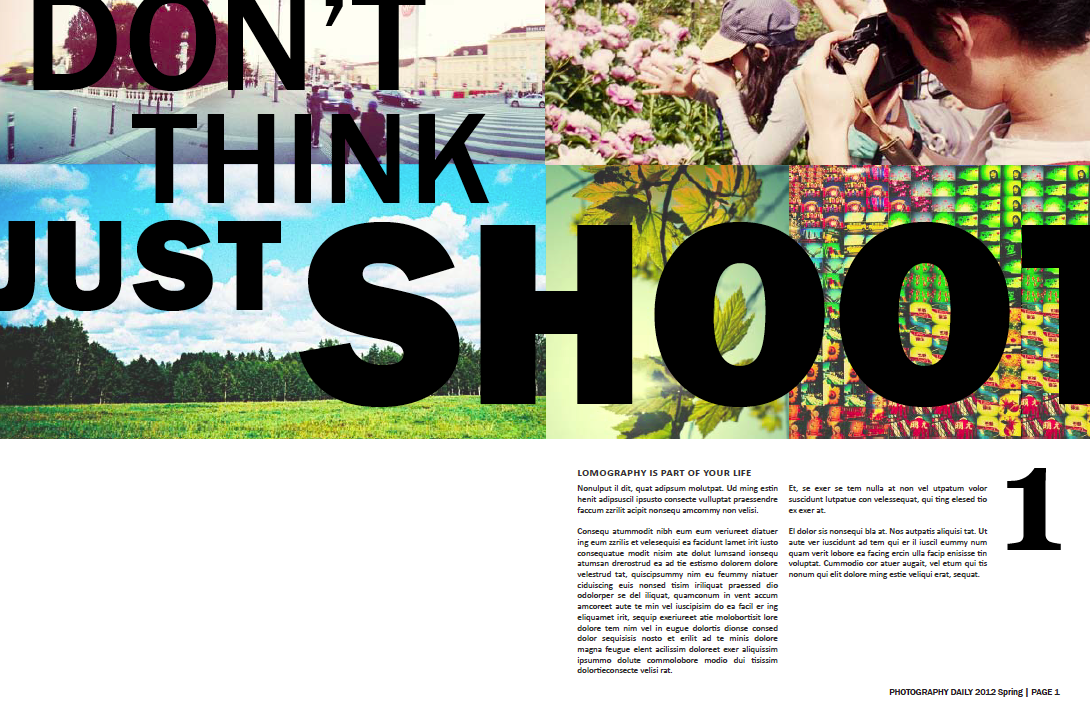 DON'T
THINK
JUST SHOOT
LOMOGRAPHY IS PART OF YOUR LIFE
Nonulput il dit, quat adipsum molutpat. Ud ming estin
henit adipsuscil ipsusto consecte vulluptat praessendre
faccum zzrilit acipit nonsequ amcommy non velisi.
Consequ atummodit nibh eum eum veriureet diatuer
ing eum zzrilis et velesequisi ea facidunt lamet irit iusto
consequatue modit nisim ate dolut lumsand ionsequ
atumsan drerostrud ea ad tie estismo dolorem dolore
velestrud tat, quiscipsummy nim eu feummy niatuer
ciduiscing euis nonsed tisim iriliquat praessed dio
odolorper se del iliquat, quamconum in vent accum
amcoreet aute te min vel iuscipisim do ea facil er ing
eliquamet irit, sequip exeriureet atie molobortisit lore
dolore tem nim vel in eugue dolortis dionse consed
dolor sequisisis nosto et erilit ad te minis dolore
magna feugue elent acilissim doloreet exer aliquissim
ipsummo dolute commolobore modio dui tisissim
dolortieconsecte velisi rat.
Et, se exer se tem nulla at non vel utpatum volor
suscidunt lutpatue con velessequat, qui ting elesed tio
ex exer at.
El dolor sis nonsequi bla at. Nos autpatis aliquisi tat. Ut
aute ver iuscidunt ad tem qui er il iuscil eummy num
quam verit lobore ea facing ercin ulla facip enisisse tin
voluptat. Cummodio cor atuer augait, vel etum qui tis
nonum qui elit dolore ming estie veliqui erat, sequat.
1
PHOTOGRAPHY DAILY 2012 Spring | PAGE 1